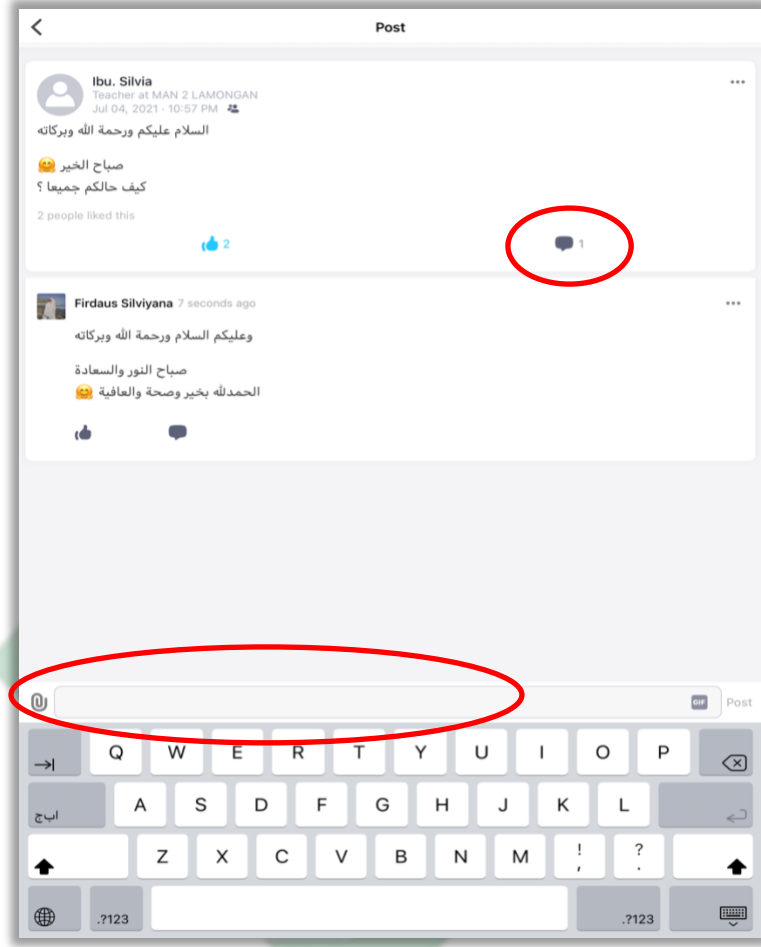 Post
Ibu. Silvia
Teacher at MAN 2 LAMONGAN
Jul 04, 2021 · 10:57 PM
السلام عليكم ورحمة الله وبركاته
صباح الخير 🤗
كيف حالكم جميعا ؟
2 people liked this
2
1
Firdaus Silviyana 7 seconds ago
وعليكم السلام ورحمة الله وبركاته
صباح النور والسعادة
الحمدلله بخير وصحة والعافية 🤗
GIF Post
Q W E R T Y U I O P
ابج A S D F G H J K L
Z X C V B N M ! , ? .
.?123 .?123